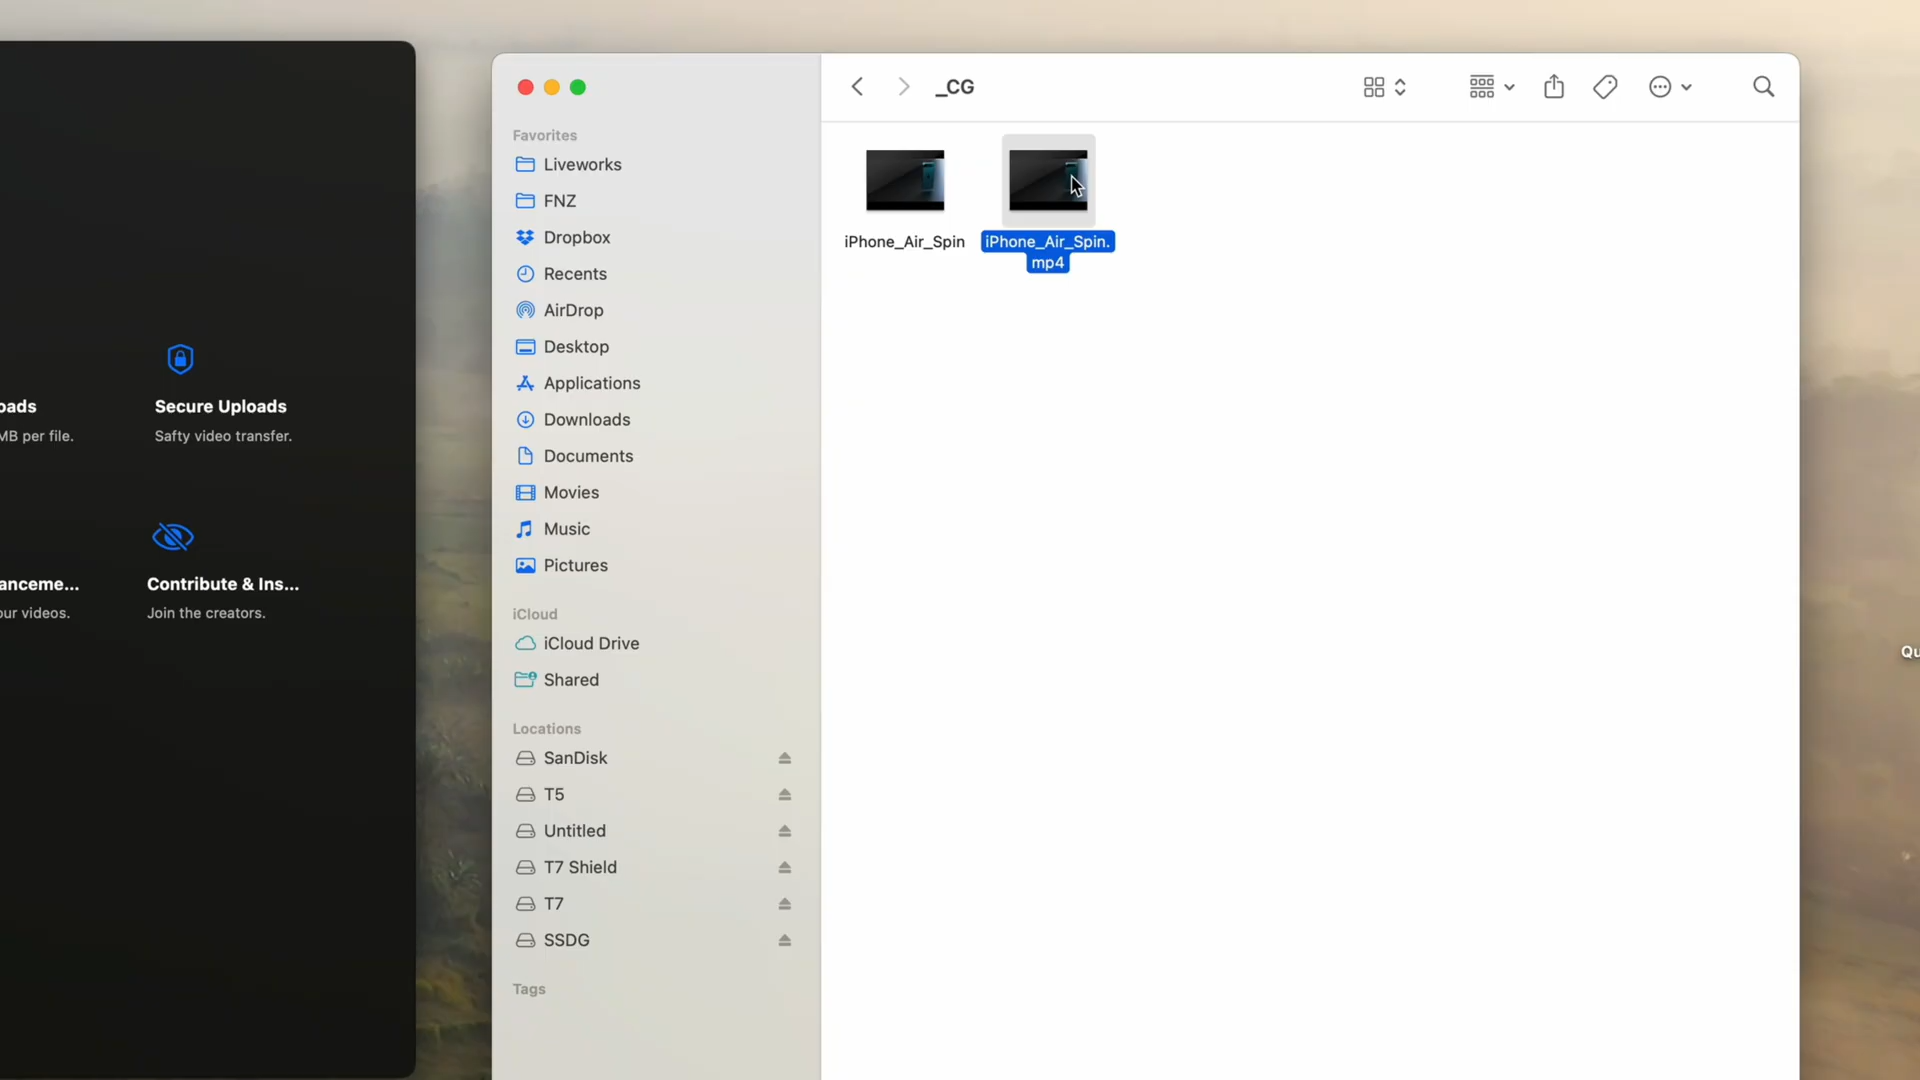 oads
MB per file.
Secure Uploads
Safty video transfer.
anceme...
our videos.
Contribute & Ins...
Join the creators.
_CG
Favorites
Liveworks
FNZ
Dropbox
Recents
AirDrop
Desktop
Applications
Downloads
Documents
Movies
Music
Pictures
iCloud
iCloud Drive
Shared
Locations
SanDisk
T5
Untitled
T7 Shield
T7
SSDG
Tags
iPhone_Air_Spin
iPhone_Air_Spin.
mp4
Qu